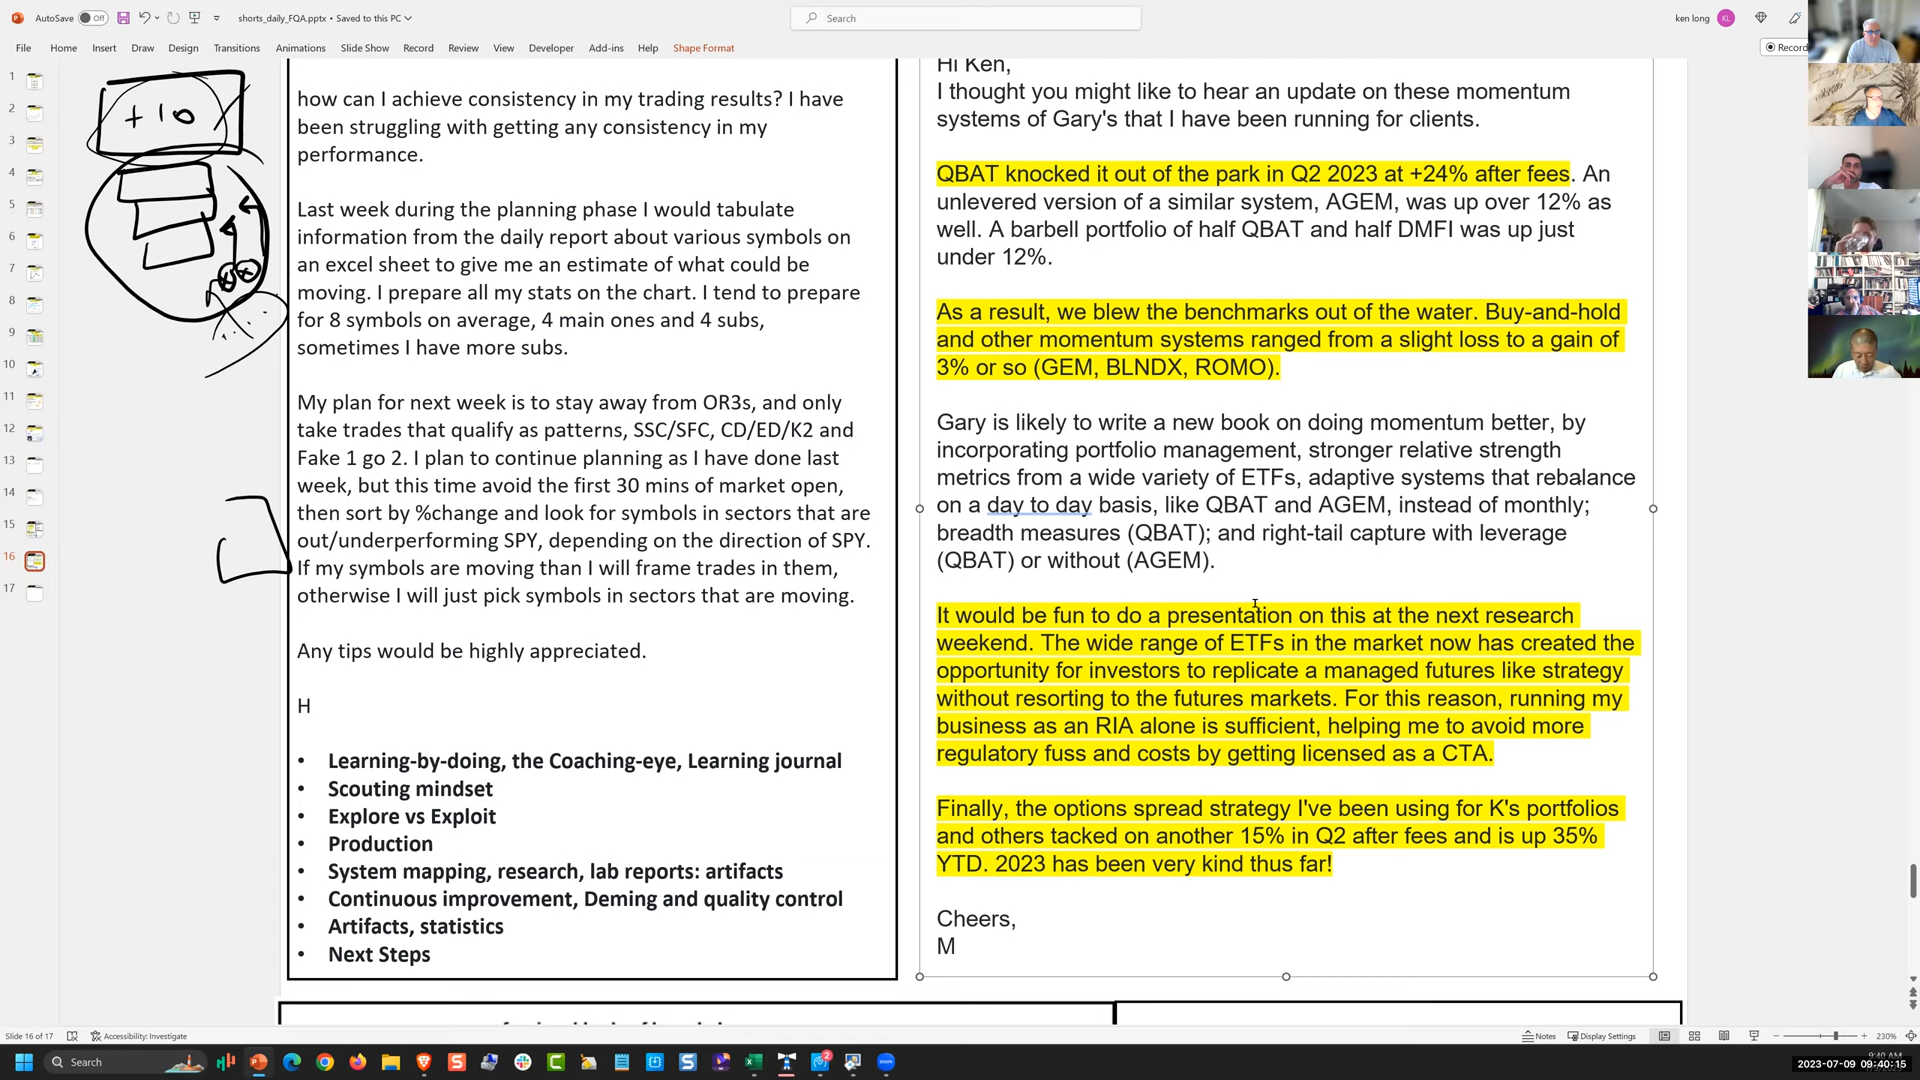 AutoSave Off
shorts_daily_FQA.pptx • Saved to this PC
Search
ken long
KL
File Home Insert Draw Design Transitions Animations Slide Show Record Review View Developer Add-ins Help Shape Format
Record
1
2
3
4
5
6
7
8
9
10
11
12
13
14
15
16
17
+10
how can I achieve consistency in my trading results? I have
been struggling with getting any consistency in my
performance.
Last week during the planning phase I would tabulate
information from the daily report about various symbols on
an excel sheet to give me an estimate of what could be
moving. I prepare all my stats on the chart. I tend to prepare
for 8 symbols on average, 4 main ones and 4 subs,
sometimes I have more subs.
My plan for next week is to stay away from OR3s, and only
take trades that qualify as patterns, SSC/SFC, CD/ED/K2 and
Fake 1 go 2. I plan to continue planning as I have done last
week, but this time avoid the first 30 mins of market open,
then sort by %change and look for symbols in sectors that are
out/underperforming SPY, depending on the direction of SPY.
If my symbols are moving than I will frame trades in them,
otherwise I will just pick symbols in sectors that are moving.
Any tips would be highly appreciated.
H
• Learning-by-doing, the Coaching-eye, Learning journal
• Scouting mindset
• Explore vs Exploit
• Production
• System mapping, research, lab reports: artifacts
• Continuous improvement, Deming and quality control
• Artifacts, statistics
• Next Steps
Hi Ken,
I thought you might like to hear an update on these momentum
systems of Gary's that I have been running for clients.
QBAT knocked it out of the park in Q2 2023 at +24% after fees. An
unlevered version of a similar system, AGEM, was up over 12% as
well. A barbell portfolio of half QBAT and half DMFI was up just
under 12%.
As a result, we blew the benchmarks out of the water. Buy-and-hold
and other momentum systems ranged from a slight loss to a gain of
3% or so (GEM, BLNDX, ROMO).
Gary is likely to write a new book on doing momentum better, by
incorporating portfolio management, stronger relative strength
metrics from a wide variety of ETFs, adaptive systems that rebalance
on a day to day basis, like QBAT and AGEM, instead of monthly;
breadth measures (QBAT); and right-tail capture with leverage
(QBAT) or without (AGEM).
It would be fun to do a presentation on this at the next research
weekend. The wide range of ETFs in the market now has created the
opportunity for investors to replicate a managed futures like strategy
without resorting to the futures markets. For this reason, running my
business as an RIA alone is sufficient, helping me to avoid more
regulatory fuss and costs by getting licensed as a CTA.
Finally, the options spread strategy I've been using for K's portfolios
and others tacked on another 15% in Q2 after fees and is up 35%
YTD. 2023 has been very kind thus far!
Cheers,
M
Slide 16 of 17 Accessibility: Investigate
Notes Display Settings 230%
Search
2
zoom
9:40 AM
2023-07-09 09:40:15